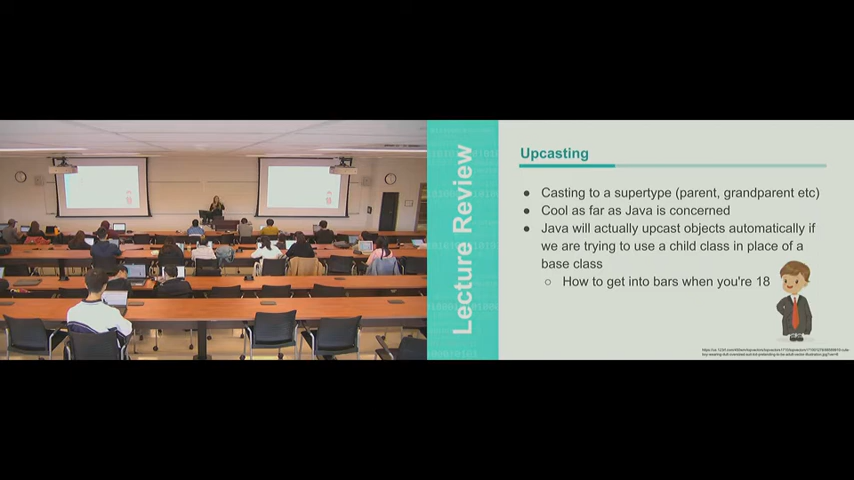 Lecture Review
Upcasting
● Casting to a supertype (parent, grandparent etc)
● Cool as far as Java is concerned
● Java will actually upcast objects automatically if
we are trying to use a child class in place of a
base class
○ How to get into bars when you're 18